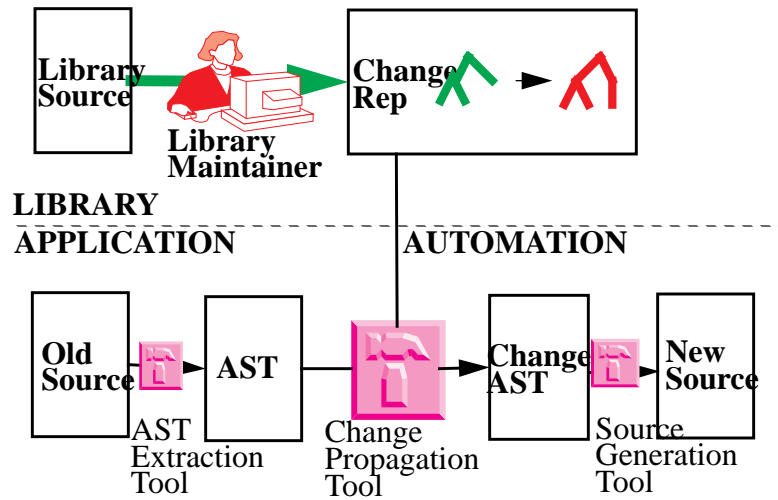 Library
Source
Library
Maintainer
Change
Rep
LIBRARY
APPLICATION
AUTOMATION
Old
Source
AST
Extraction
Tool
AST
Change
Propagation
Tool
Change
AST
Source
Generation
Tool
New
Source